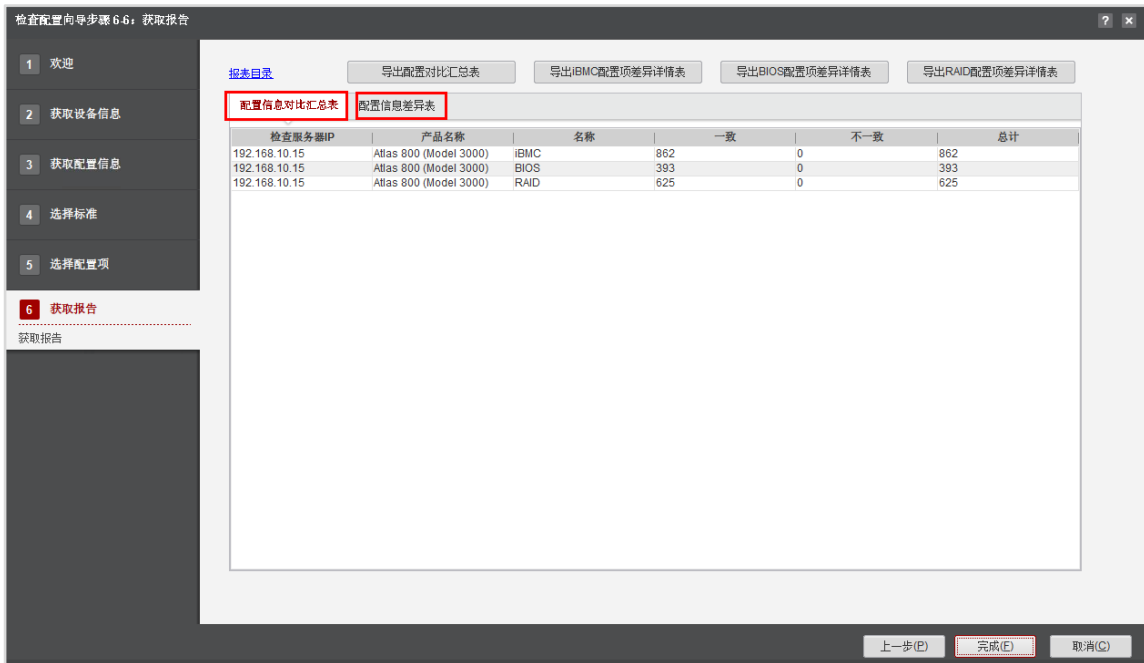 检查配置向导步骤 6-6：获取报告
? ×
1 欢迎
2 获取设备信息
3 获取配置信息
4 选择标准
5 选择配置项
6 获取报告
获取报告
报表目录 导出配置对比汇总表 导出iBMC配置项差异详情表 导出BIOS配置项差异详情表 导出RAID配置项差异详情表
配置信息对比汇总表 配置信息差异表
检查服务器IP 产品名称 名称 一致 不一致 总计
192.168.10.15 Atlas 800 (Model 3000) iBMC 862 0 862
192.168.10.15 Atlas 800 (Model 3000) BIOS 393 0 393
192.168.10.15 Atlas 800 (Model 3000) RAID 625 0 625
上一步(P) 完成(F) 取消(C)